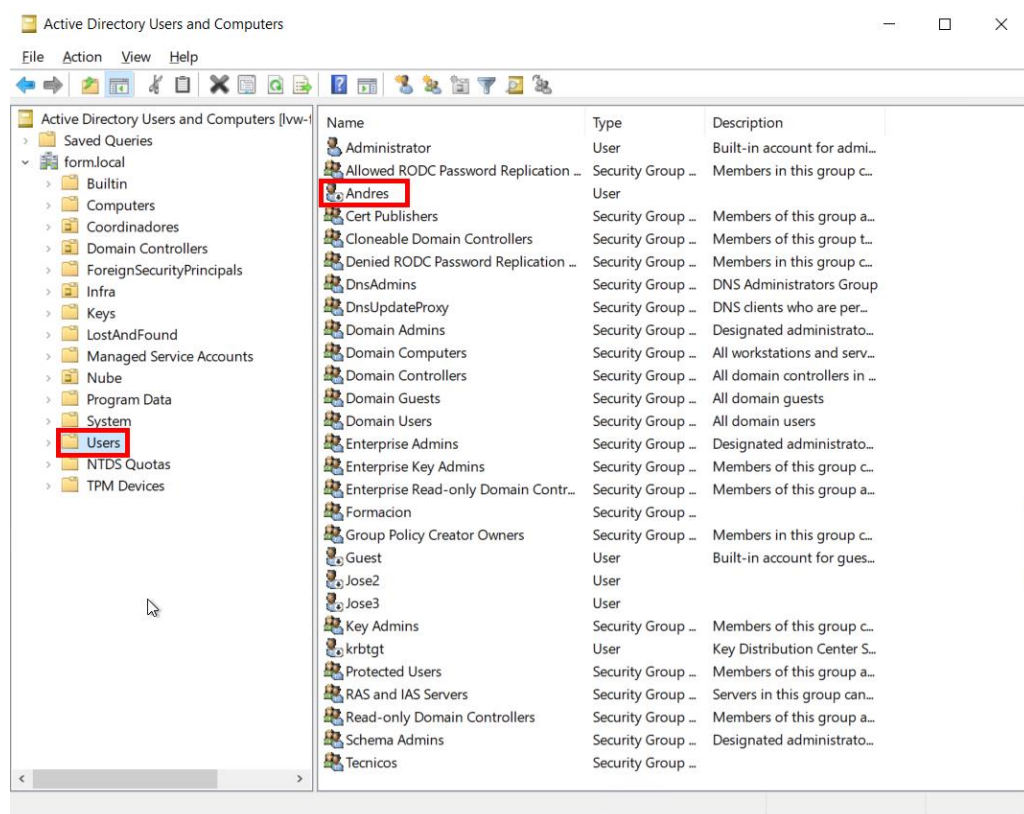 Active Directory Users and Computers
File Action View Help
Active Directory Users and Computers [lvw-f
Saved Queries
form.local
Builtin
Computers
Coordinadores
Domain Controllers
ForeignSecurityPrincipals
Infra
Keys
LostAndFound
Managed Service Accounts
Nube
Program Data
System
Users
NTDS Quotas
TPM Devices
Name Type Description
Administrator User Built-in account for admi...
Allowed RODC Password Replication ... Security Group ... Members in this group c...
Andres User
Cert Publishers Security Group ... Members of this group a...
Cloneable Domain Controllers Security Group ... Members of this group t...
Denied RODC Password Replication ... Security Group ... Members in this group c...
DnsAdmins Security Group ... DNS Administrators Group
DnsUpdateProxy Security Group ... DNS clients who are per...
Domain Admins Security Group ... Designated administrato...
Domain Computers Security Group ... All workstations and serv...
Domain Controllers Security Group ... All domain controllers in ...
Domain Guests Security Group ... All domain guests
Domain Users Security Group ... All domain users
Enterprise Admins Security Group ... Designated administrato...
Enterprise Key Admins Security Group ... Members of this group c...
Enterprise Read-only Domain Contr... Security Group ... Members of this group a...
Formacion Security Group ...
Group Policy Creator Owners Security Group ... Members in this group c...
Guest User Built-in account for gues...
Jose2 User
Jose3 User
Key Admins Security Group ... Members of this group c...
krbtgt User Key Distribution Center S...
Protected Users Security Group ... Members of this group a...
RAS and IAS Servers Security Group ... Servers in this group can...
Read-only Domain Controllers Security Group ... Members of this group a...
Schema Admins Security Group ... Designated administrato...
Tecnicos Security Group ...